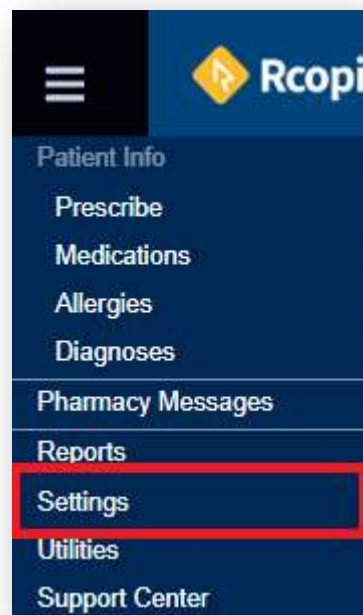 Rcopi
Patient Info
Prescribe
Medications
Allergies
Diagnoses
Pharmacy Messages
Reports
Settings
Utilities
Support Center